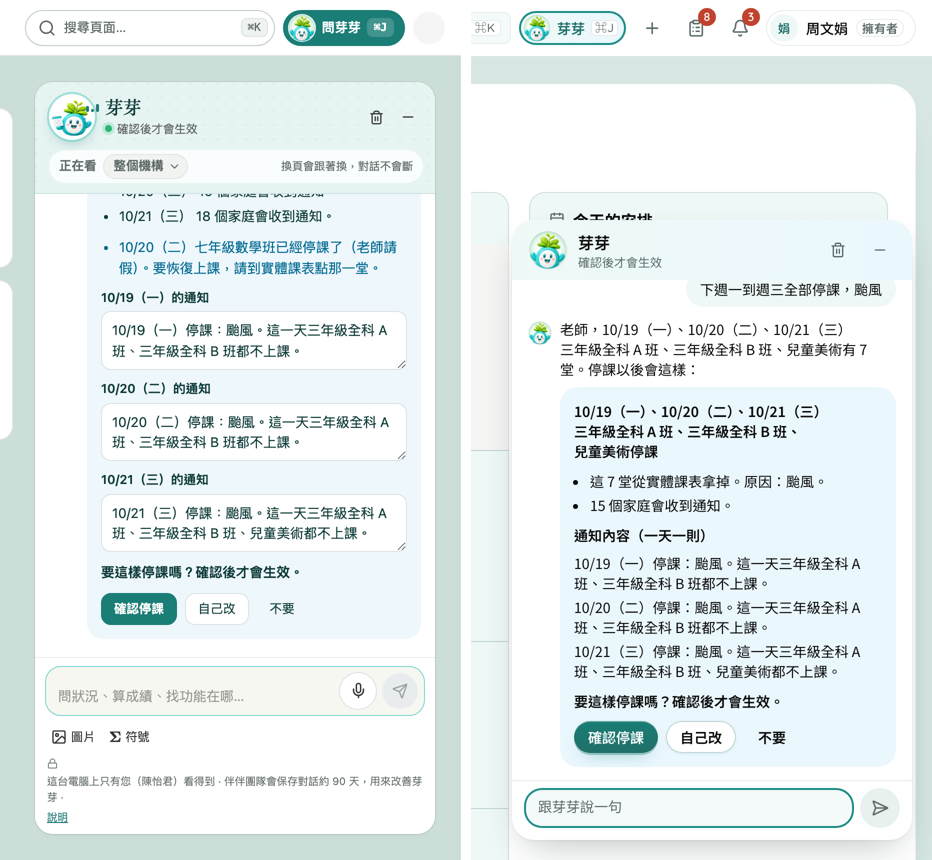 搜尋頁面...
⌘K
問芽芽
⌘J
芽芽
確認後才會生效
正在看
整個機構
換頁會跟著換，對話不會斷
• 10/21（三） 18 個家庭會收到通知。
• 10/20（二）七年級數學班已經停課了（老師請
假）。要恢復上課，請到實體課表點那一堂。
10/19（一）的通知
10/19（一）停課：颱風。這一天三年級全科 A
班、三年級全科 B 班都不上課。
10/20（二）的通知
10/20（二）停課：颱風。這一天三年級全科 A
班、三年級全科 B 班都不上課。
10/21（三）的通知
10/21（三）停課：颱風。這一天三年級全科 A
班、三年級全科 B 班、兒童美術都不上課。
要這樣停課嗎？確認後才會生效。
確認停課
自己改
不要
問狀況、算成績、找功能在哪...
圖片
Σ 符號
這台電腦上只有您（陳怡君）看得到 · 伴伴團隊會保存對話約 90 天，用來改善芽
芽 ·
說明
⌘K
芽芽
⌘J
8
3
娟
周文娟
擁有者
今天的安排
芽芽
確認後才會生效
下週一到週三全部停課，颱風
老師，10/19（一）、10/20（二）、10/21（三）
三年級全科 A 班、三年級全科 B 班、兒童美術有 7
堂。停課以後會這樣：
10/19（一）、10/20（二）、10/21（三）
三年級全科 A 班、三年級全科 B 班、
兒童美術停課
• 這 7 堂從實體課表拿掉。原因：颱風。
• 15 個家庭會收到通知。
通知內容（一天一則）
10/19（一）停課：颱風。這一天三年級全科 A
班、三年級全科 B 班都不上課。
10/20（二）停課：颱風。這一天三年級全科 A
班、三年級全科 B 班都不上課。
10/21（三）停課：颱風。這一天三年級全科 A
班、三年級全科 B 班、兒童美術都不上課。
要這樣停課嗎？確認後才會生效。
確認停課
自己改
不要
跟芽芽說一句